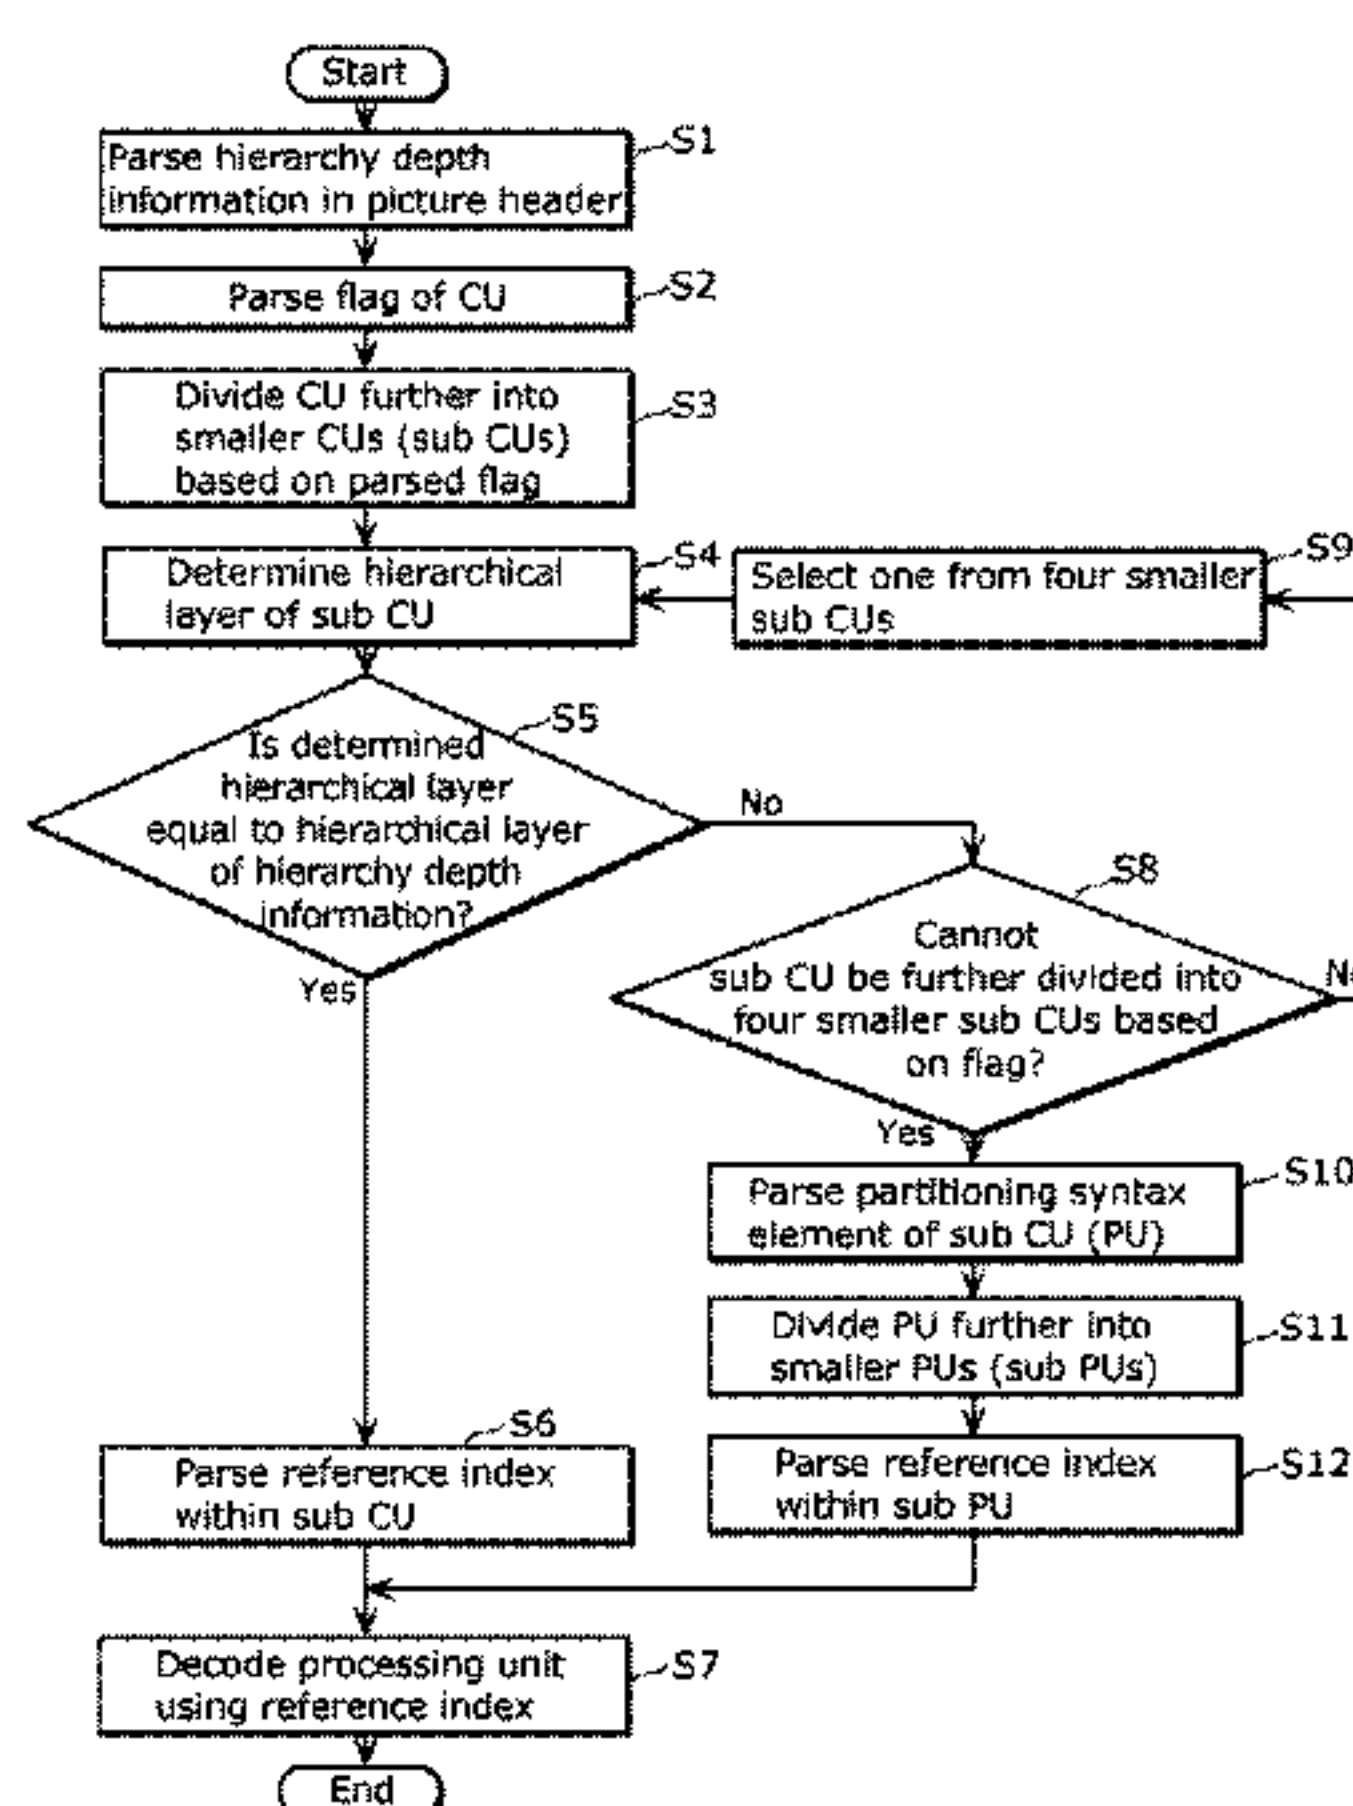 Start
Parse hierarchy depth
information in picture header
S1
Parse flag of CU
S2
Divide CU further into
smaller CUs (sub CUs)
based on parsed flag
S3
Determine hierarchical
layer of sub CU
S4
Select one from four smaller
sub CUs
S9
Is determined
hierarchical layer
equal to hierarchical layer
of hierarchy depth
information?
S5
No
Yes
Cannot
sub CU be further divided into
four smaller sub CUs based
on flag?
S8
Yes
Parse partitioning syntax
element of sub CU (PU)
S10
Divide PU further into
smaller PUs (sub PUs)
S11
Parse reference index
within sub PU
S12
Parse reference index
within sub CU
S6
Decode processing unit
using reference index
S7
End